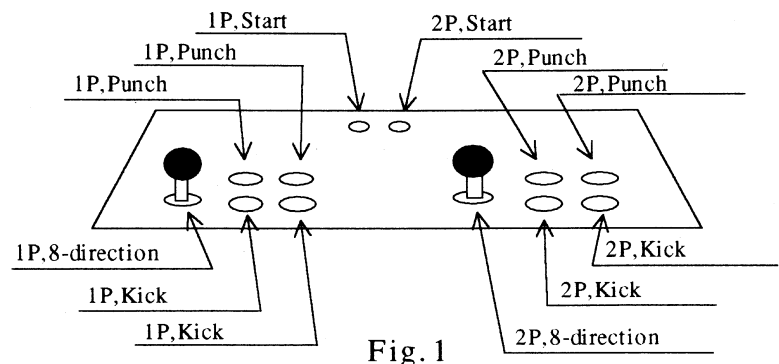 1P,Start
2P,Start
1P,Punch
2P,Punch
1P,Punch
2P,Punch
1P,8-direction
2P,Kick
1P,Kick
2P,Kick
1P,Kick
2P,8-direction
Fig.1